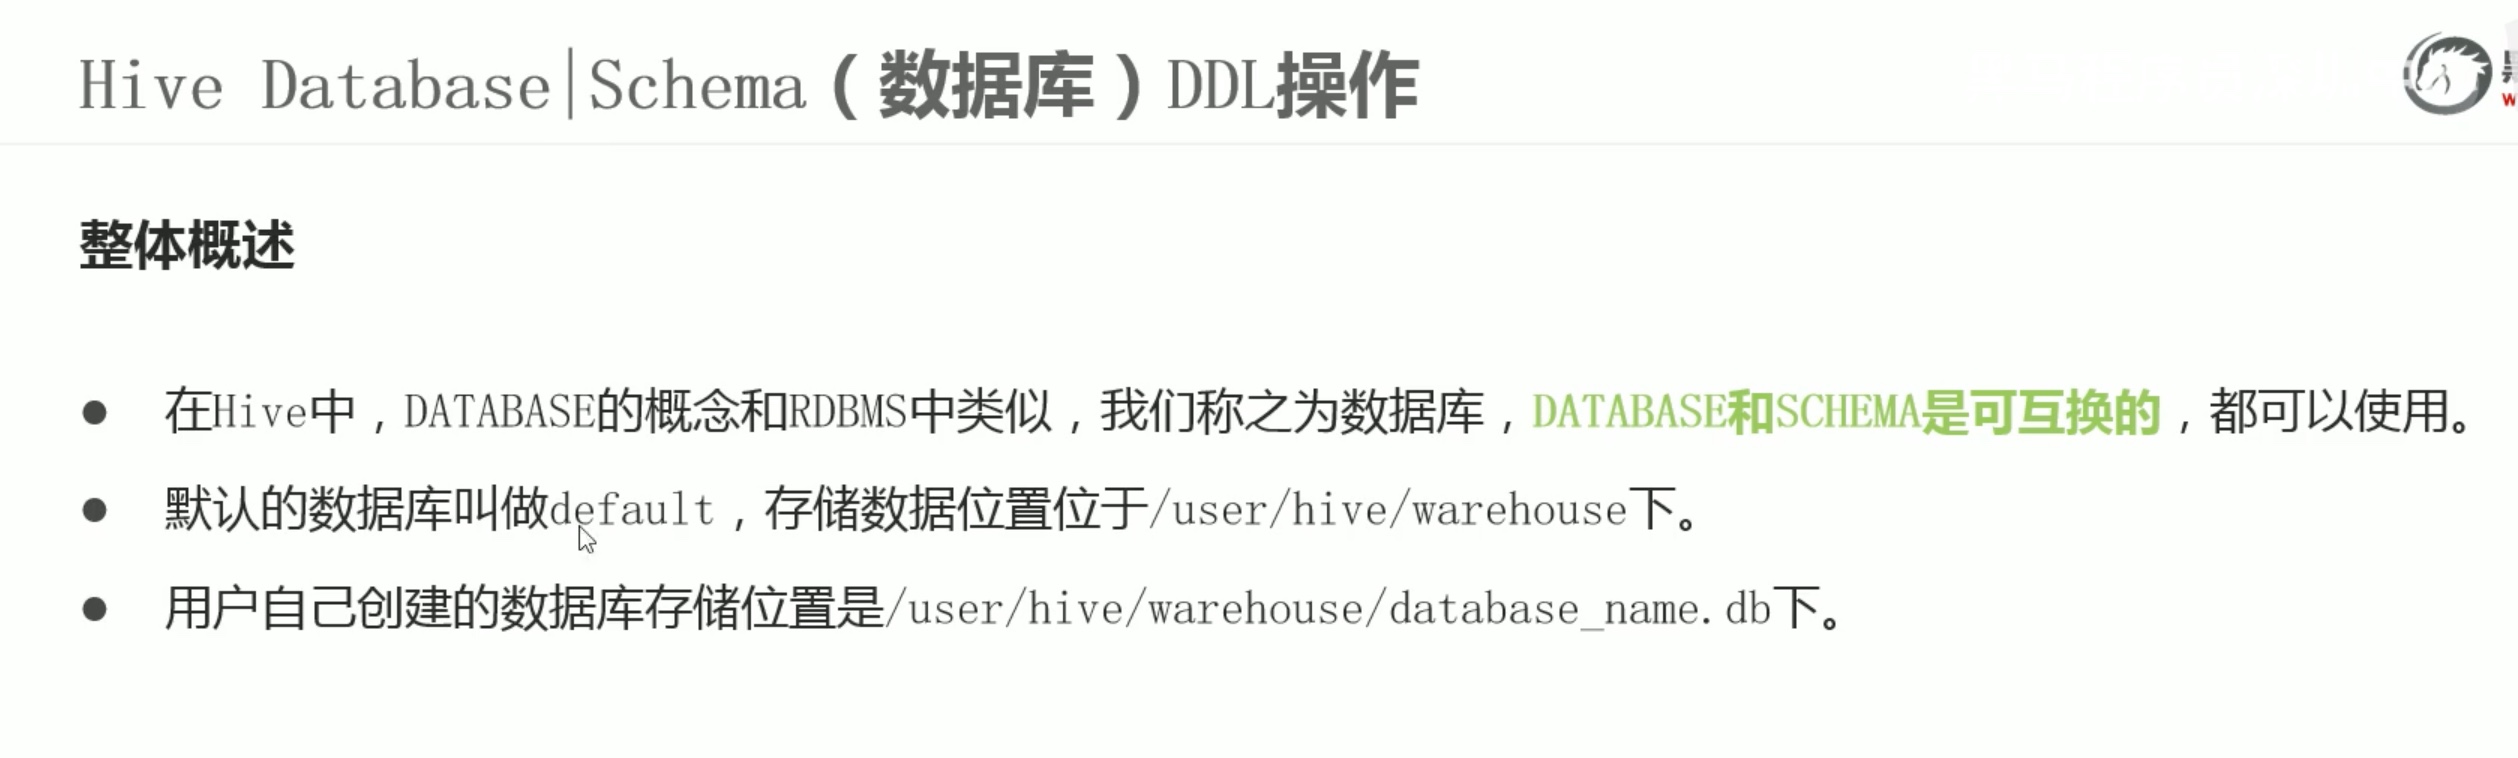 Hive Database|Schema（数据库）DDL操作
整体概述
在Hive中，DATABASE的概念和RDBMS中类似，我们称之为数据库，DATABASE和SCHEMA是可互换的，都可以使用。
默认的数据库叫做default，存储数据位置位于/user/hive/warehouse下。
用户自己创建的数据库存储位置是/user/hive/warehouse/database_name.db下。